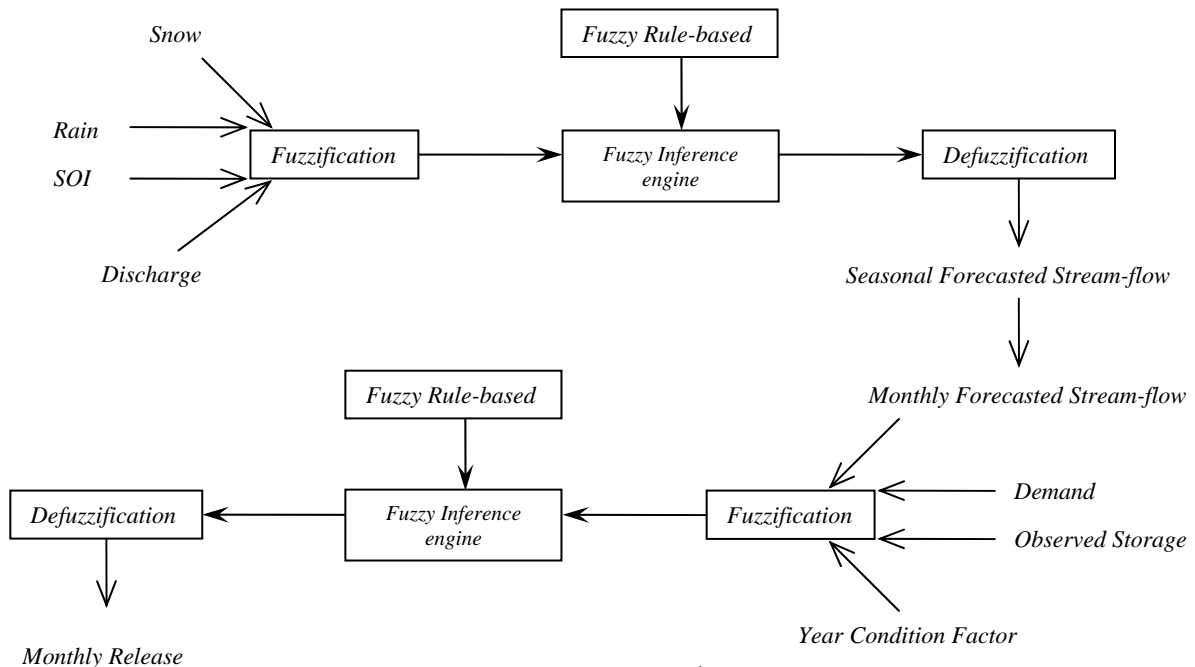 Snow
Fuzzy Rule-based
Rain
Fuzzification
Fuzzy Inference
engine
Defuzzification
SOI
Discharge
Seasonal Forecasted Stream-flow
Fuzzy Rule-based
Monthly Forecasted Stream-flow
Defuzzification
Fuzzy Inference
engine
Fuzzification
Demand
Observed Storage
Year Condition Factor
Monthly Release